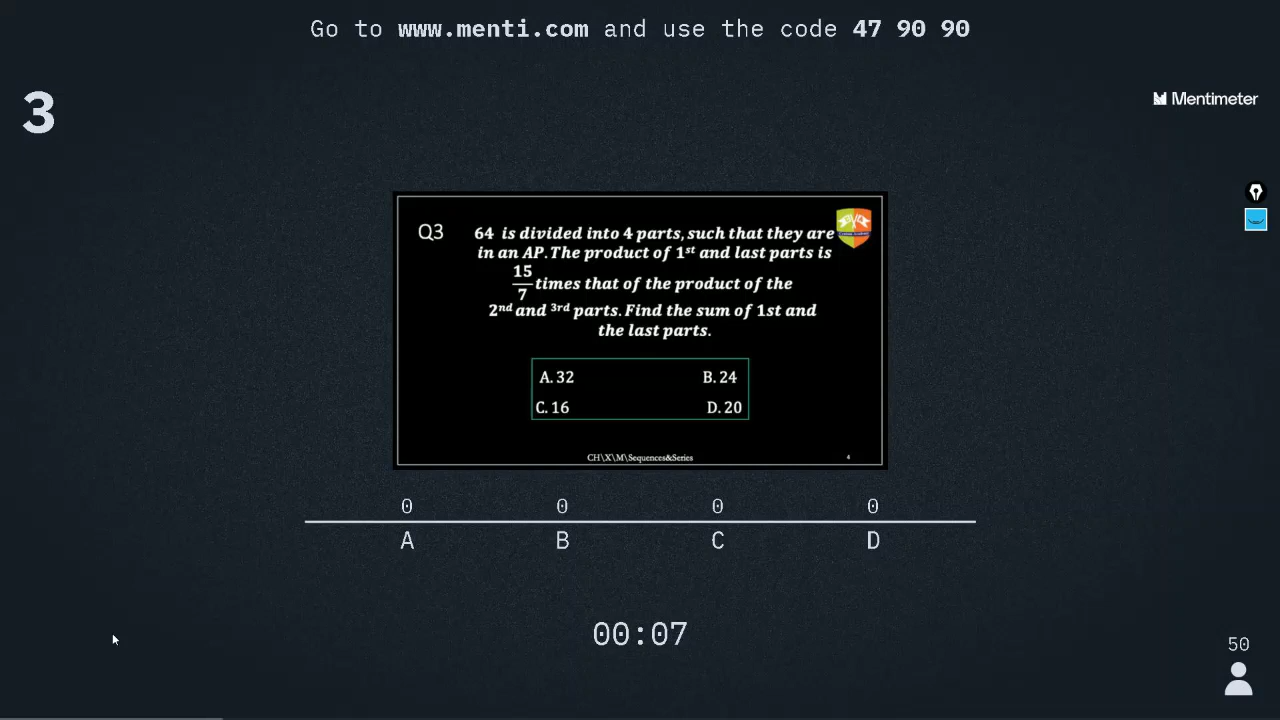 Go to www.menti.com and use the code 47 90 90
3
Mentimeter
Q3
64 is divided into 4 parts, such that they are
in an AP. The product of 1st and last parts is
15/7 times that of the product of the
2nd and 3rd parts. Find the sum of 1st and
the last parts.
A. 32 B. 24
C. 16 D. 20
CH\X\M\Sequences&Series 4
0 0 0 0
A B C D
00:07
50